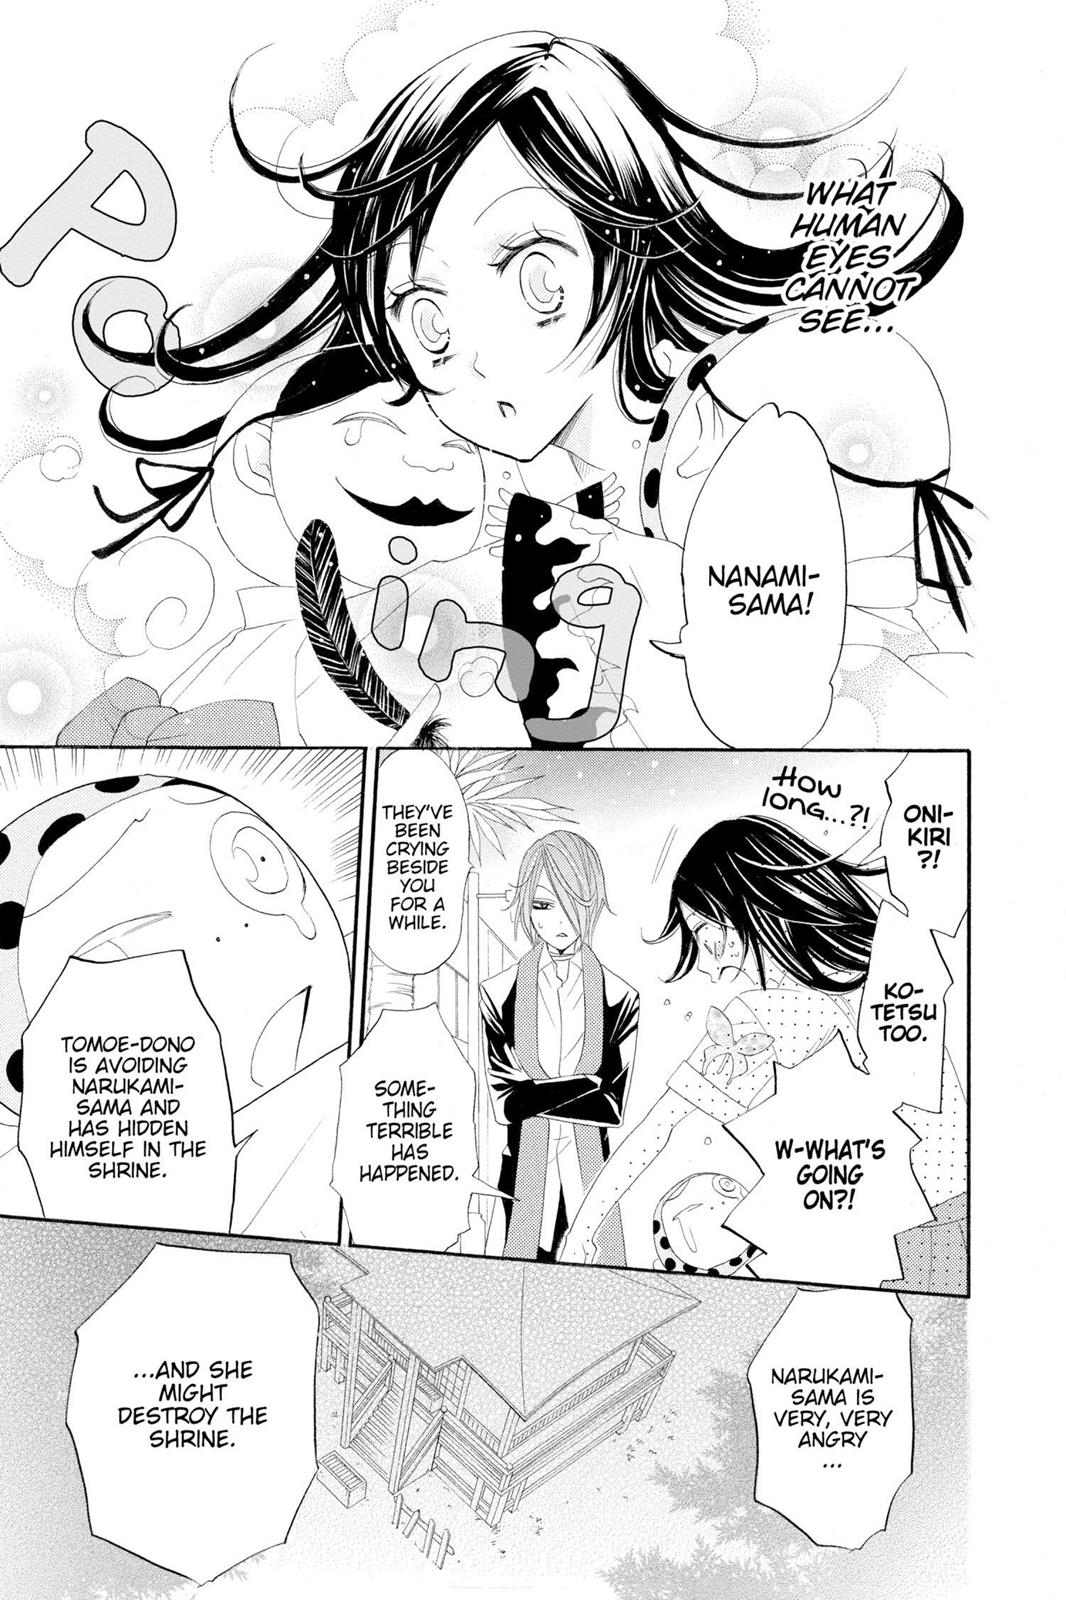 WHAT
HUMAN
EYES
CANNOT
SEE...
Poing
NANAMI-
SAMA!
ONI-
KIRI
?!
How
long...?!
KO-
TETSU
TOO.
W-WHAT'S
GOING
ON?!
THEY'VE
BEEN
CRYING
BESIDE
YOU
FOR A
WHILE.
SOME-
THING
TERRIBLE
HAS
HAPPENED.
TOMOE-DONO
IS AVOIDING
NARUKAMI-
SAMA AND
HAS HIDDEN
HIMSELF IN THE
SHRINE.
NARUKAMI-
SAMA IS
VERY, VERY
ANGRY
...
...AND SHE
MIGHT
DESTROY THE
SHRINE.